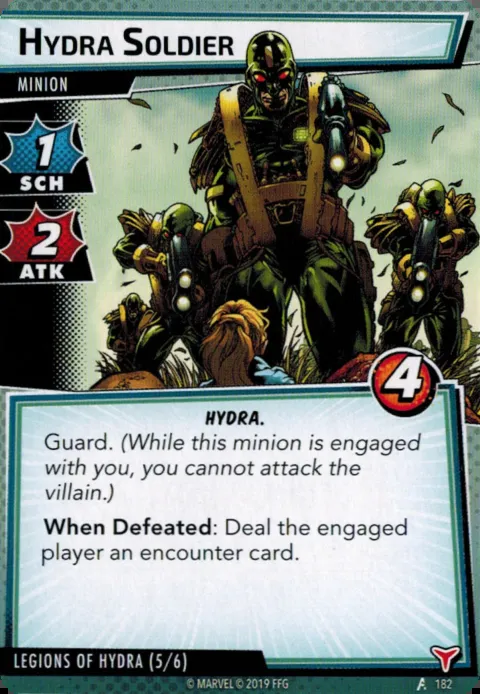 HYDRA SOLDIER
MINION
1
SCH
2
ATK
4
HYDRA.
Guard. (While this minion is engaged
with you, you cannot attack the
villain.)
When Defeated: Deal the engaged
player an encounter card.
LEGIONS OF HYDRA (5/6)
© MARVEL © 2019 FFG
182